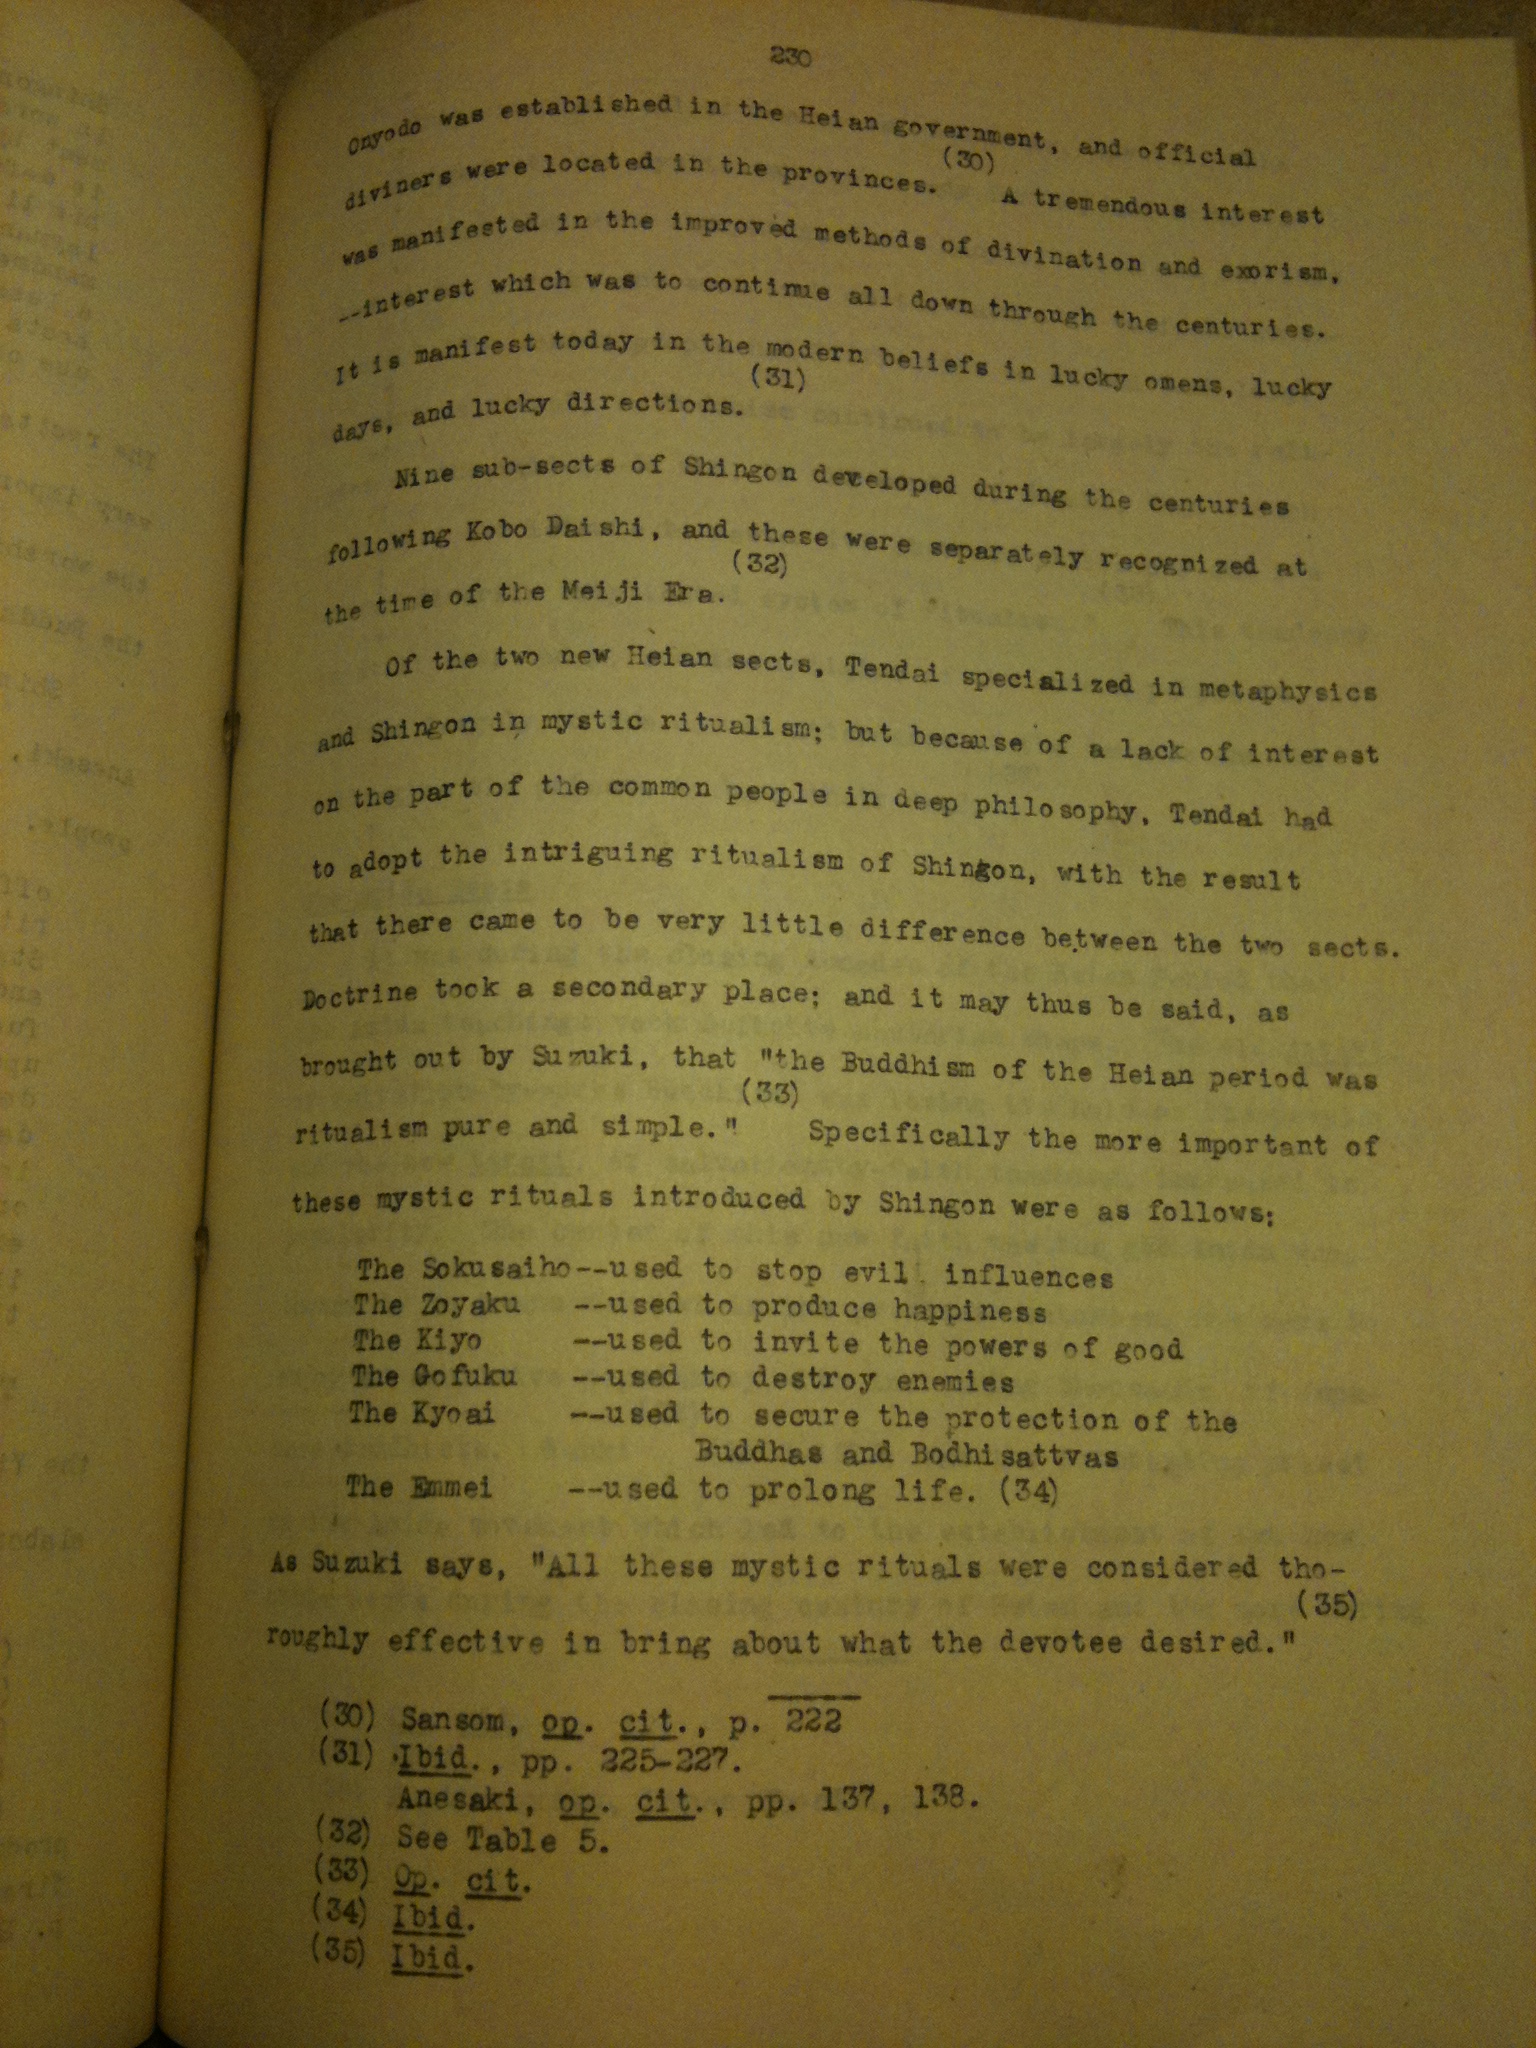 230
Onyodo was established in the Heian government, and official
diviners were located in the provinces. (30) A tremendous interest
was manifested in the improved methods of divination and exorism,
--interest which was to continue all down through the centuries.
It is manifest today in the modern beliefs in lucky omens, lucky
days, and lucky directions. (31)
Nine sub-sects of Shingon developed during the centuries
following Kobo Daishi, and these were separately recognized at
the time of the Meiji Era. (32)
Of the two new Heian sects, Tendai specialized in metaphysics
and Shingon in mystic ritualism; but because of a lack of interest
on the part of the common people in deep philosophy, Tendai had
to adopt the intriguing ritualism of Shingon, with the result
that there came to be very little difference between the two sects.
Doctrine took a secondary place; and it may thus be said, as
brought out by Suzuki, that "the Buddhism of the Heian period was
ritualism pure and simple." (33) Specifically the more important of
these mystic rituals introduced by Shingon were as follows:
The Sokusaiho--used to stop evil influences
The Zoyaku --used to produce happiness
The Kiyo --used to invite the powers of good
The Gofuku --used to destroy enemies
The Kyoai --used to secure the protection of the
Buddhas and Bodhisattvas
The Emmei --used to prolong life. (34)
As Suzuki says, "All these mystic rituals were considered tho-
roughly effective in bring about what the devotee desired." (35)
(30) Sansom, op. cit., p. 222
(31) Ibid., pp. 225-227.
Anesaki, op. cit., pp. 137, 138.
(32) See Table 5.
(33) Op. cit.
(34) Ibid.
(35) Ibid.